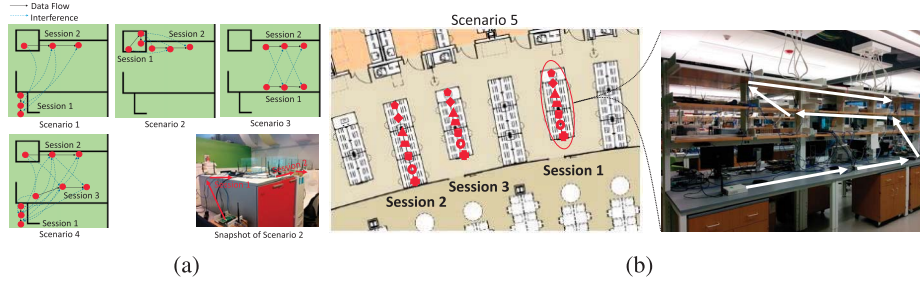 Data Flow
Interference
Session 2
Session 1
Scenario 1
Session 2
Session 1
Scenario 2
Session 2
Session 1
Scenario 3
Session 2
Session 3
Session 1
Scenario 4
Snapshot of Scenario 2
(a)
Scenario 5
Session 1
Session 3
Session 2
(b)